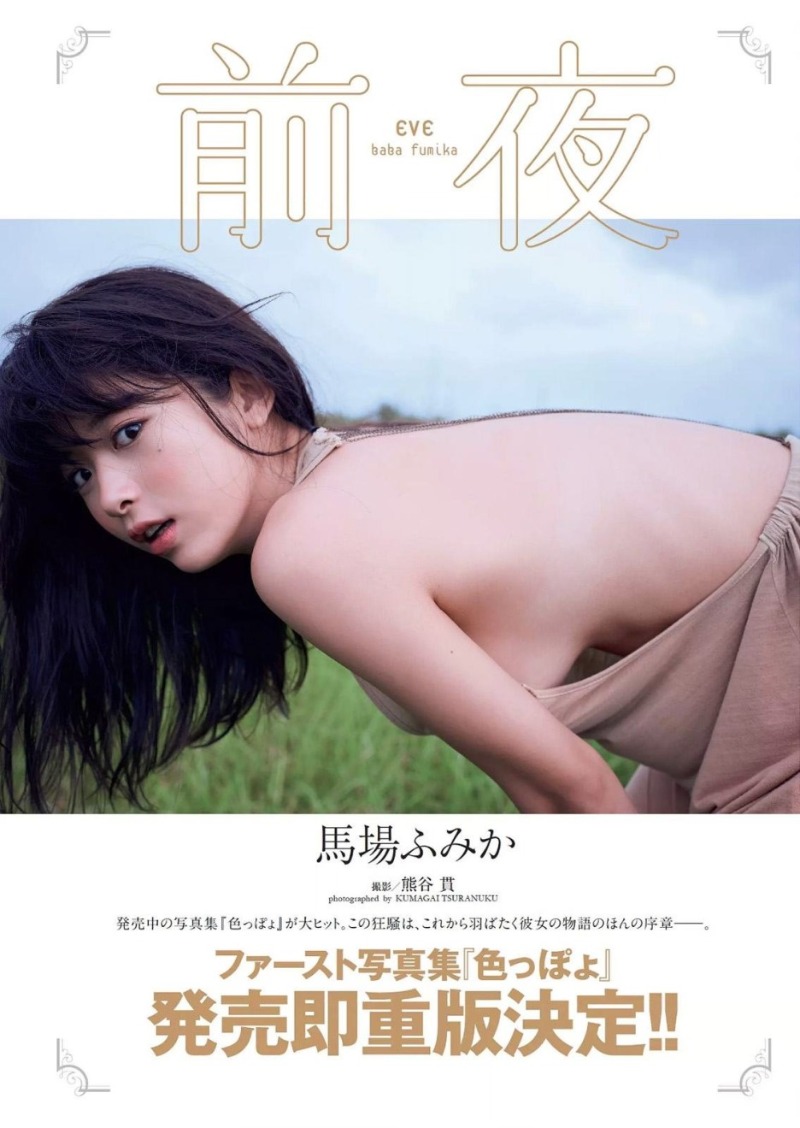 前夜
EVE
baba fumika
馬場ふみか
撮影／熊谷 貫
photographed by KUMAGAI TSURANUKU
発売中の写真集『色っぽょ』が大ヒット。この狂騒は、これから羽ばたく彼女の物語のほんの序章――。
ファースト写真集『色っぽょ』
発売即重版決定!!